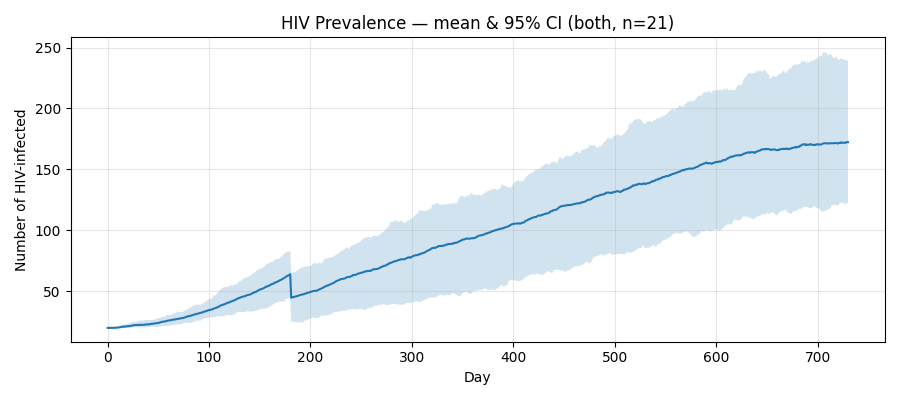 HIV Prevalence — mean & 95% CI (both, n=21)
Number of HIV-infected
250
200
150
100
50
0 100 200 300 400 500 600 700
Day